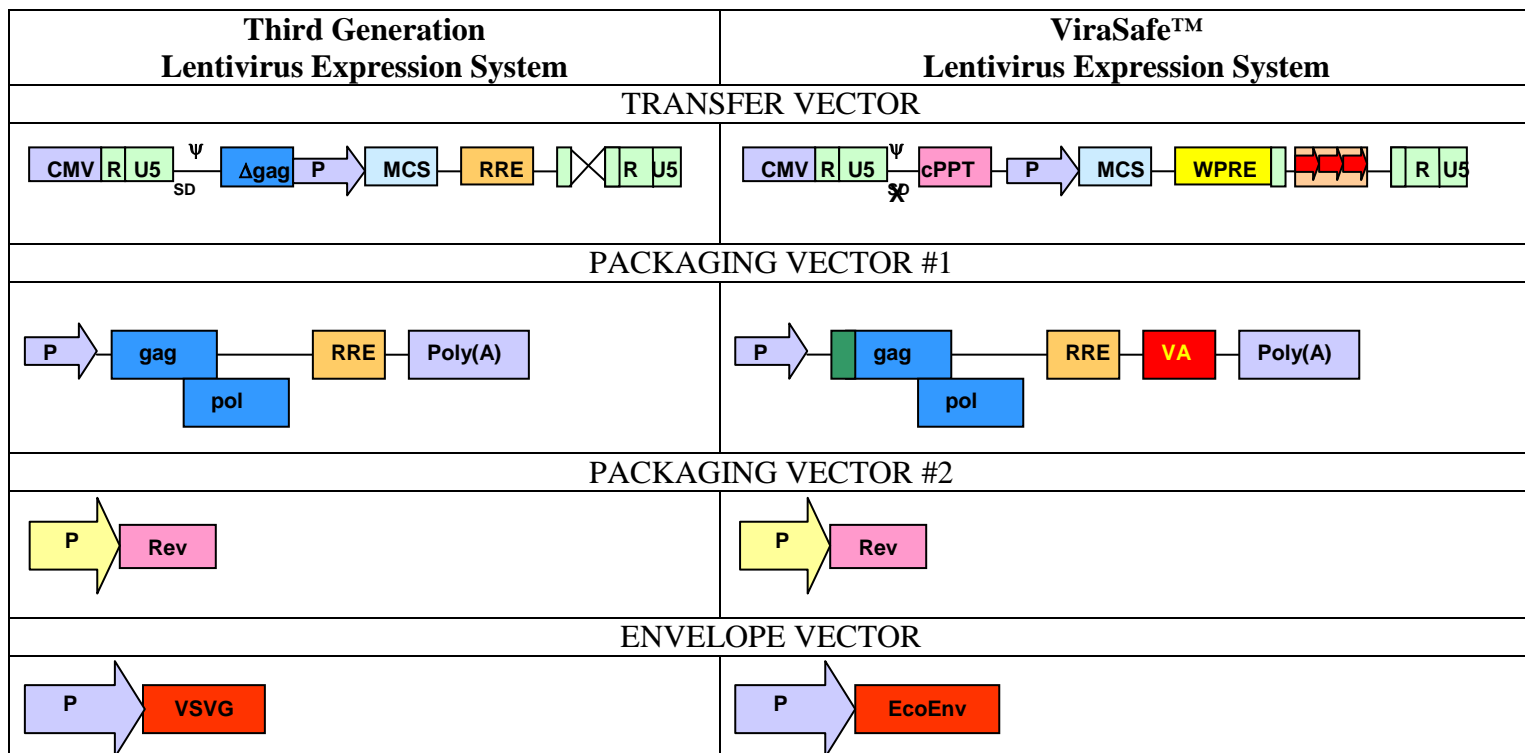 Third Generation
Lentivirus Expression System
ViraSafe™
Lentivirus Expression System
TRANSFER VECTOR
CMV R U5 Ψ SD Δgag P MCS RRE R U5
CMV R U5 Ψ SD X cPPT P MCS WPRE R U5
PACKAGING VECTOR #1
P gag pol RRE Poly(A)
P gag pol RRE VA Poly(A)
PACKAGING VECTOR #2
P Rev
P Rev
ENVELOPE VECTOR
P VSVG
P EcoEnv